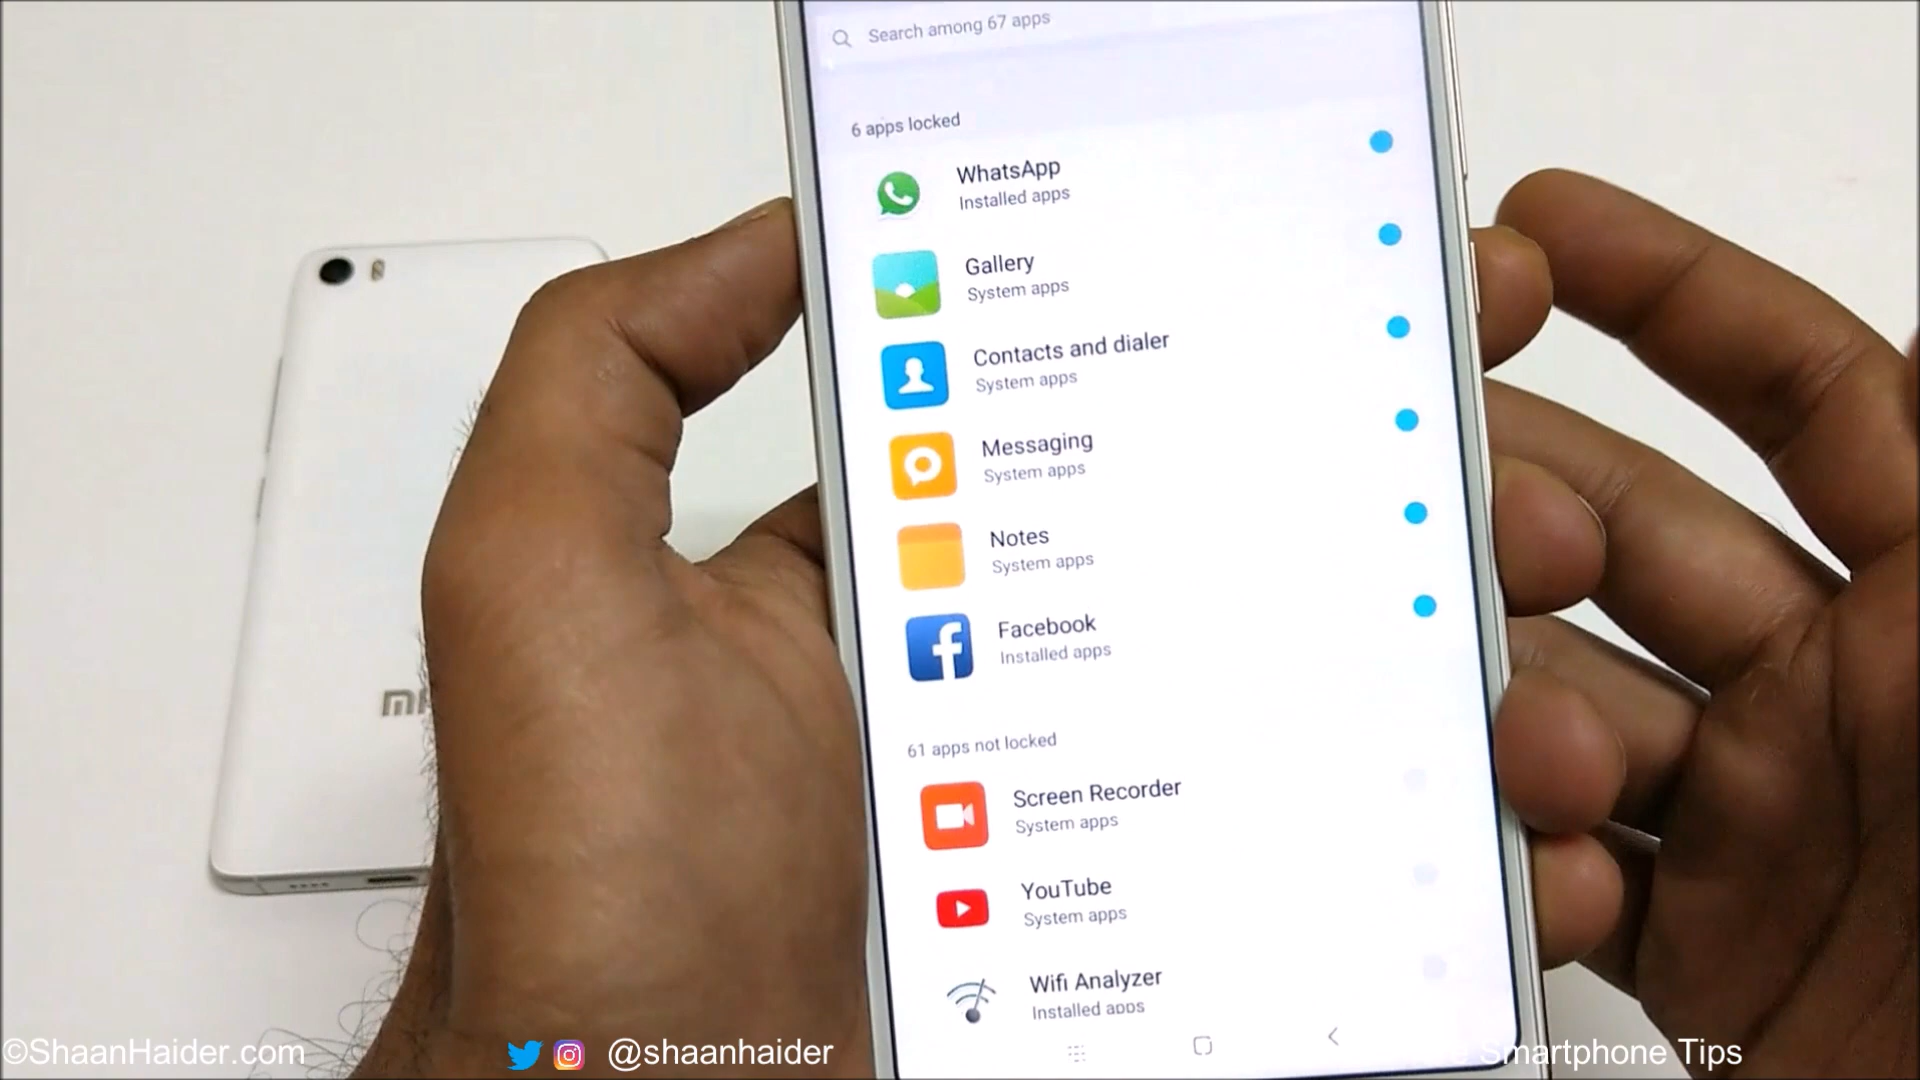 Search among 67 apps
6 apps locked
WhatsApp
Installed apps
Gallery
System apps
Contacts and dialer
System apps
Messaging
System apps
Notes
System apps
Facebook
Installed apps
61 apps not locked
Screen Recorder
System apps
YouTube
System apps
Wifi Analyzer
Installed apps
©ShaanHaider.com
@shaanhaider
Smartphone Tips